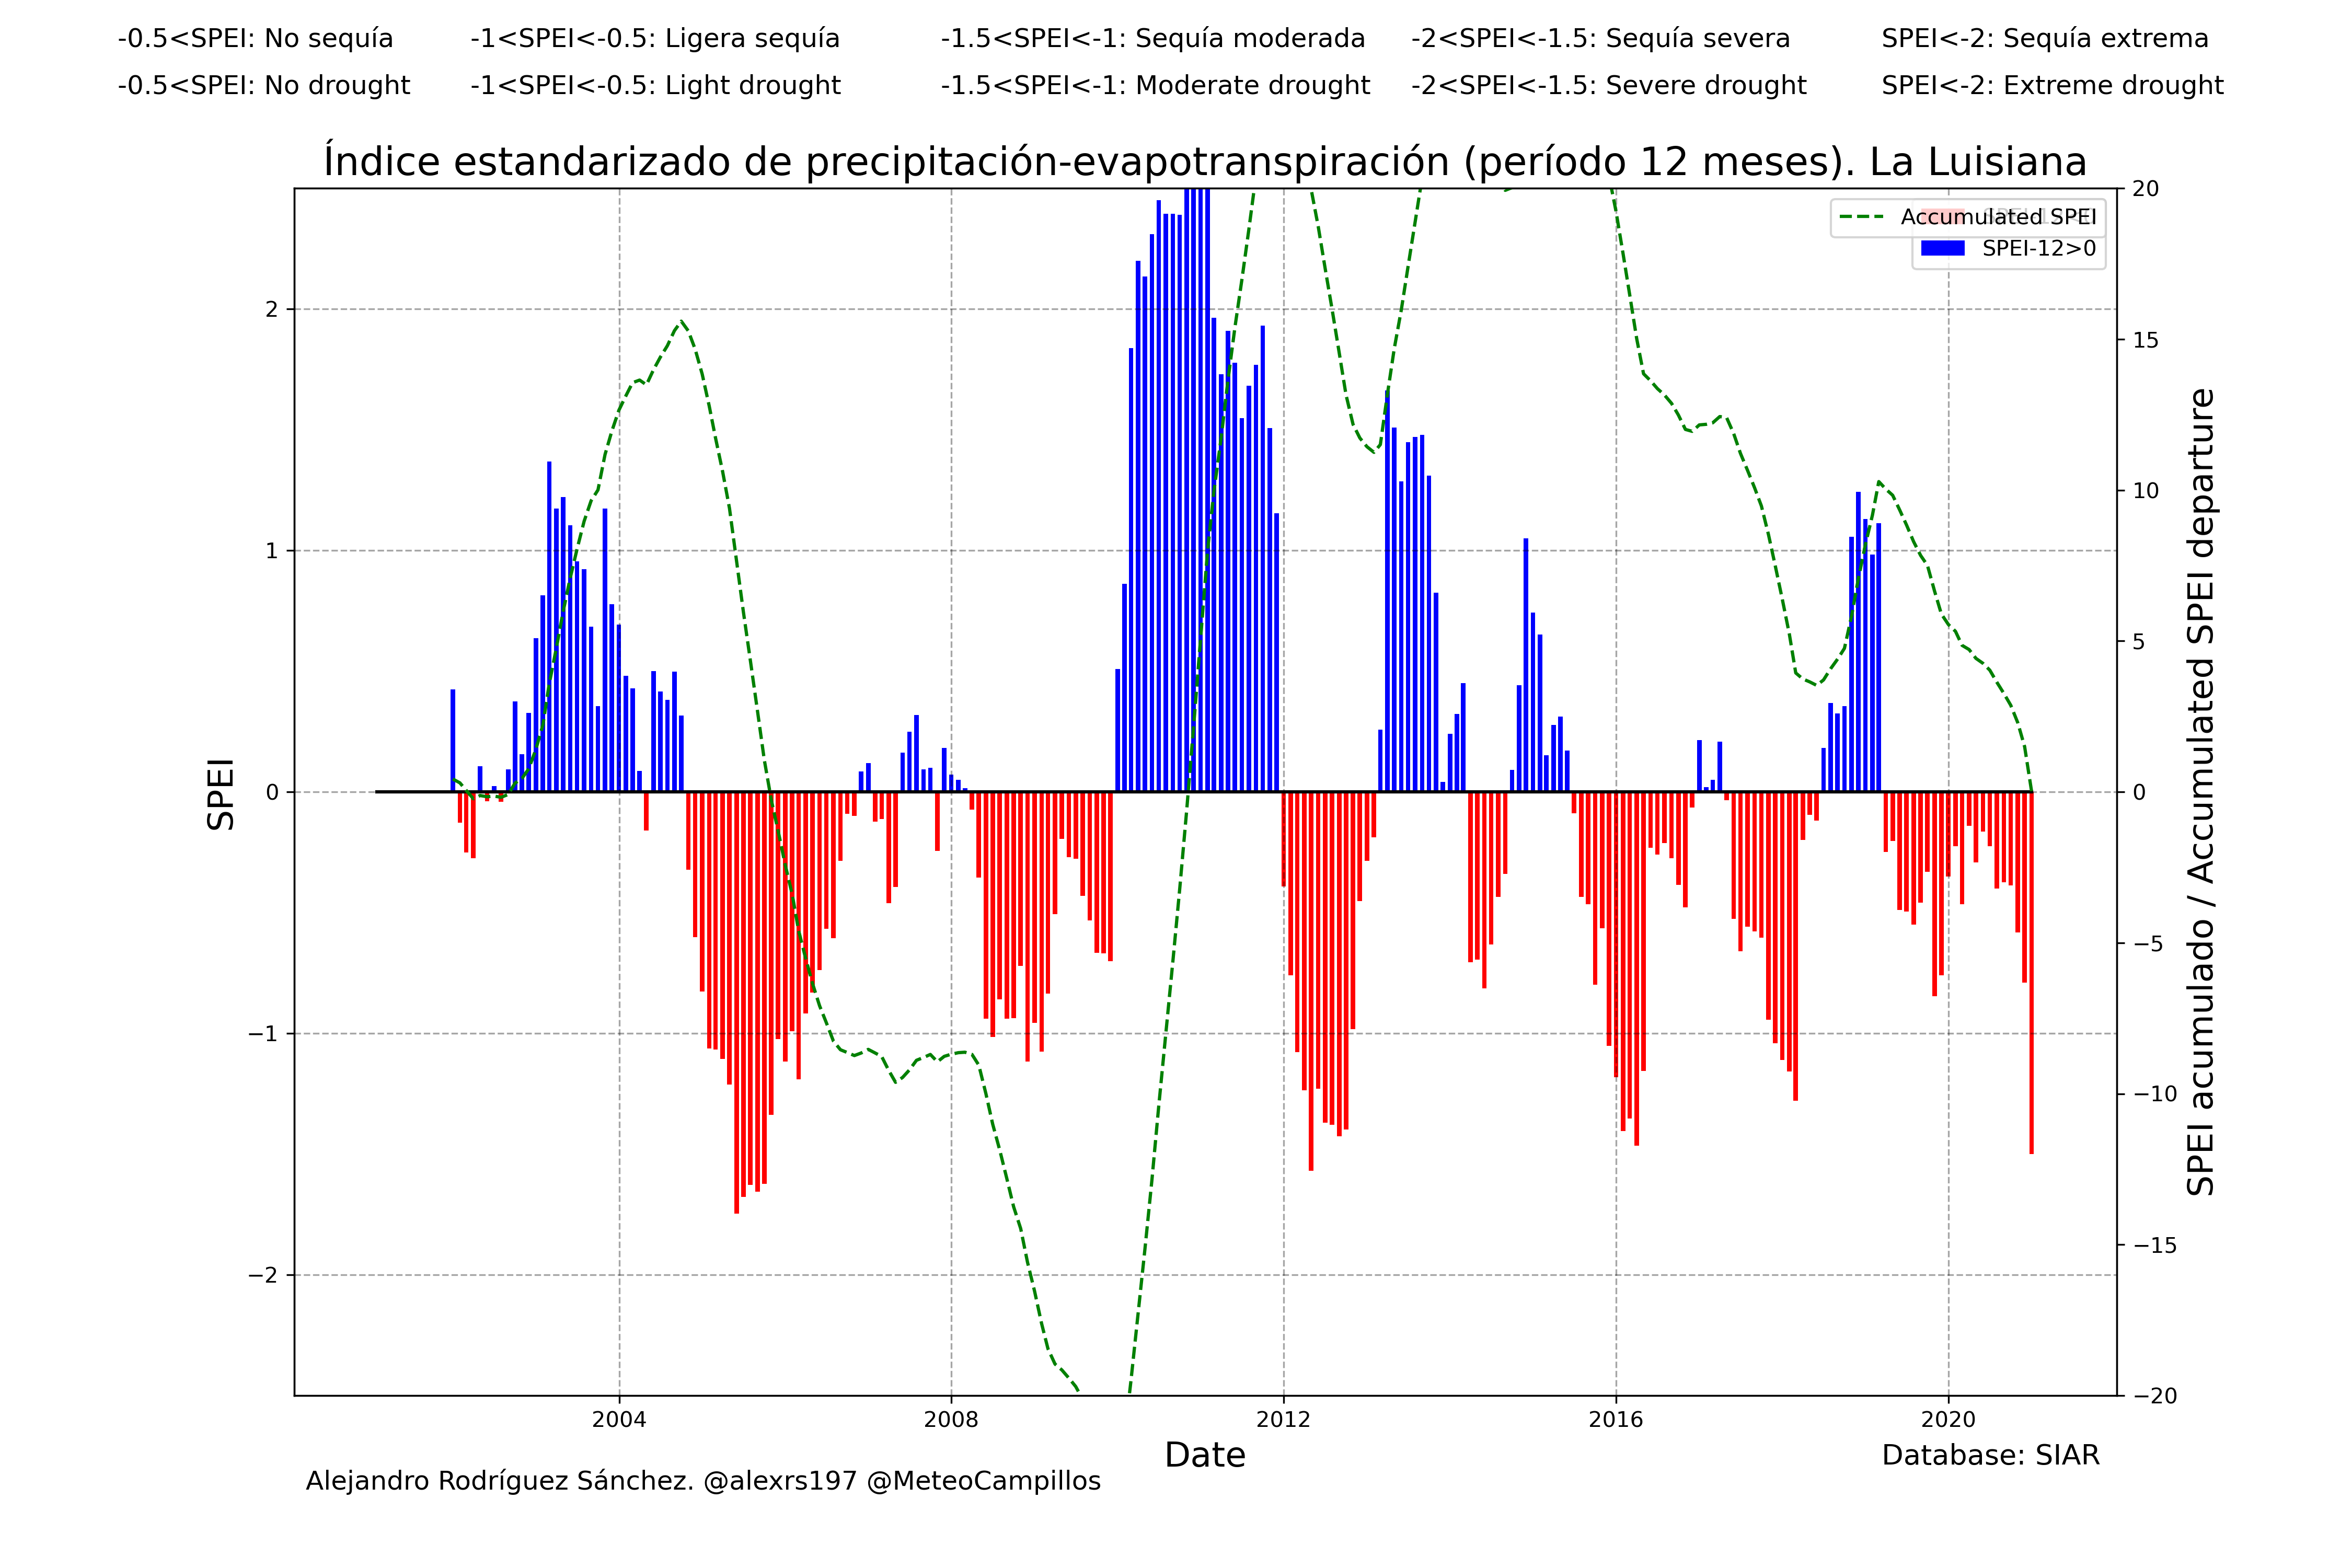 -0.5<SPEI: No sequía
-1<SPEI<-0.5: Ligera sequía
-1.5<SPEI<-1: Sequía moderada
-2<SPEI<-1.5: Sequía severa
SPEI<-2: Sequía extrema
-0.5<SPEI: No drought
-1<SPEI<-0.5: Light drought
-1.5<SPEI<-1: Moderate drought
-2<SPEI<-1.5: Severe drought
SPEI<-2: Extreme drought
Índice estandarizado de precipitación-evapotranspiración (período 12 meses). La Luisiana
Accumulated SPEI
SPEI-12>0
SPEI
2
1
0
−1
−2
20
15
10
5
0
−5
−10
−15
−20
SPEI acumulado / Accumulated SPEI departure
2004
2008
2012
2016
2020
Date
Database: SIAR
Alejandro Rodríguez Sánchez. @alexrs197 @MeteoCampillos